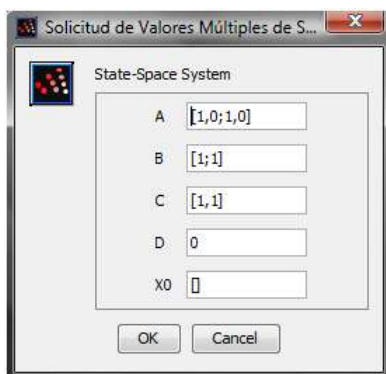 Solicitud de Valores Múltiples de S...
State-Space System
A [1,0;1,0]
B [1;1]
C [1,1]
D 0
X0 []
OK Cancel